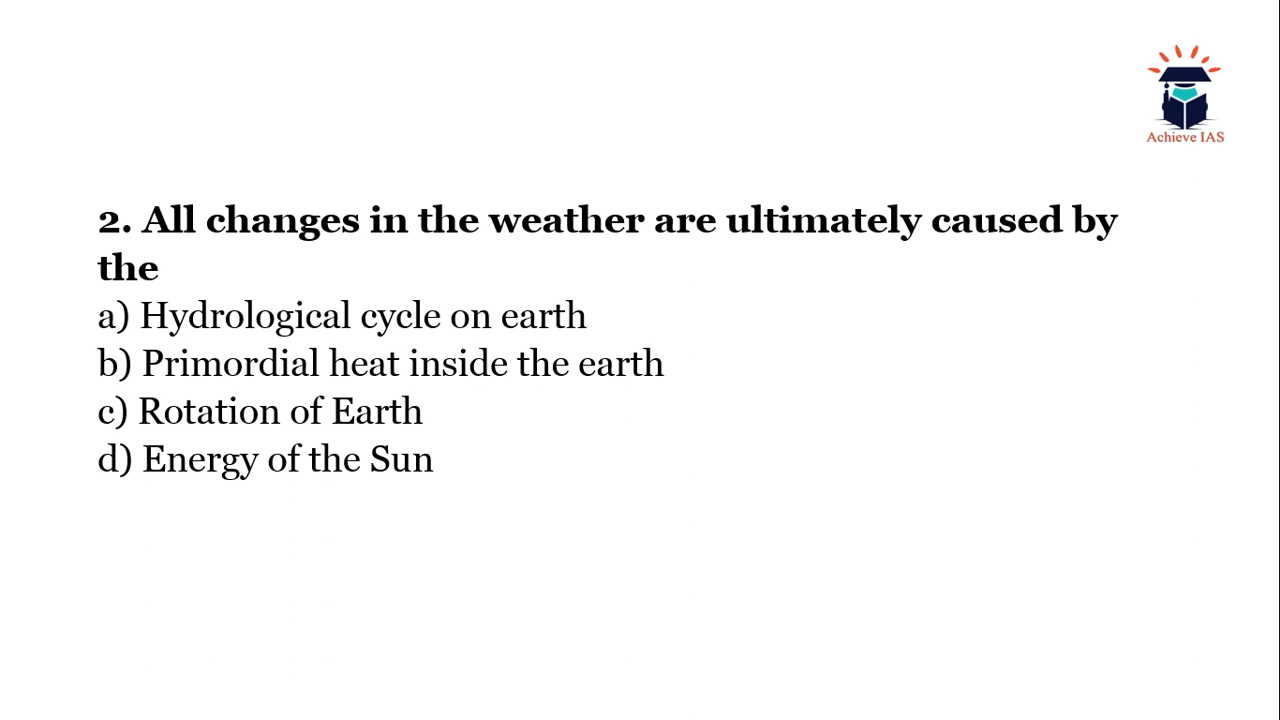 Achieve IAS
2. All changes in the weather are ultimately caused by
the
a) Hydrological cycle on earth
b) Primordial heat inside the earth
c) Rotation of Earth
d) Energy of the Sun